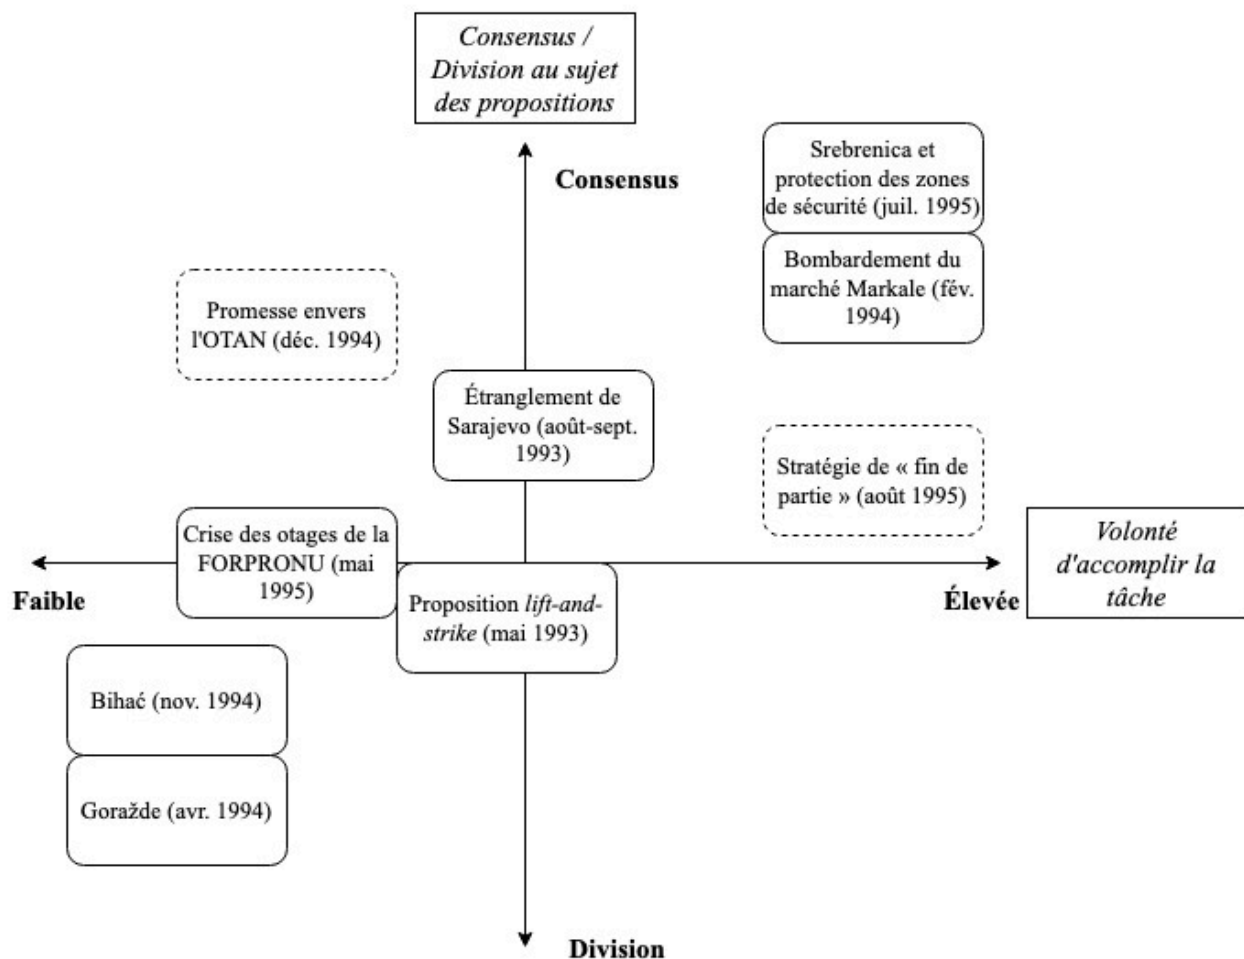 Consensus /
Division au sujet
des propositions
Consensus
Srebrenica et
protection des zones
de sécurité (juil. 1995)
Bombardement du
marché Markale (fév.
1994)
Promesse envers
l'OTAN (déc. 1994)
Étranglement de
Sarajevo (août-sept.
1993)
Stratégie de « fin de
partie » (août 1995)
Crise des otages de la
FORPRONU (mai
1995)
Faible
Proposition lift-and-
strike (mai 1993)
Élevée
Volonté
d'accomplir la
tâche
Bihać (nov. 1994)
Goražde (avr. 1994)
Division